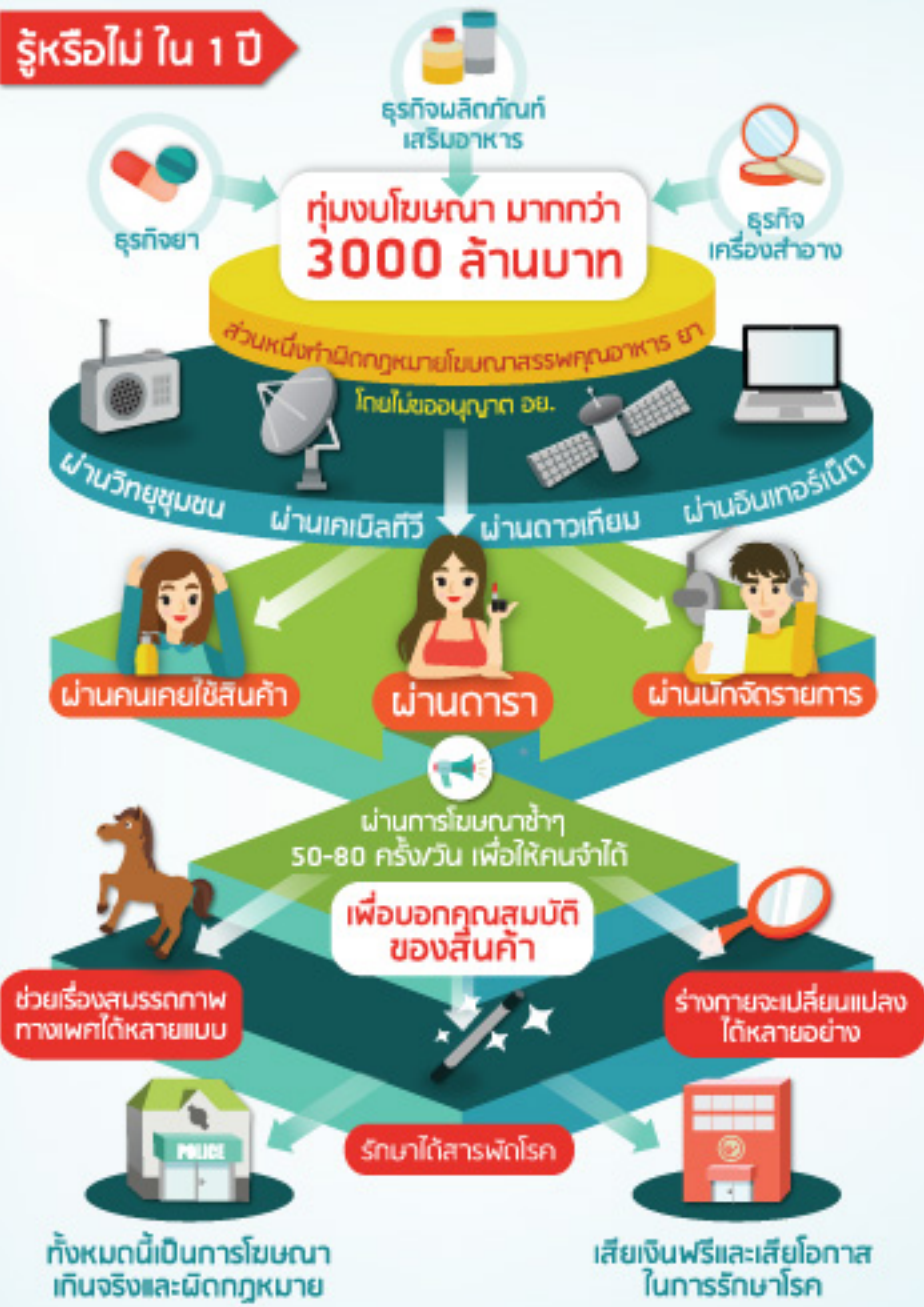 รู้หรือไม่ ใน 1 ปี
ธุรกิจผลิตภัณฑ์
เสริมอาหาร
ธุรกิจยา
ธุรกิจ
เครื่องสำอาง
ทุ่มงบโฆษณา มากกว่า
3000 ล้านบาท
ส่วนหนึ่งทำผิดกฎหมายโฆษณาสรรพคุณอาหาร ยา
โดยไม่ขออนุญาต อย.
ผ่านวิทยุชุมชน
ผ่านเคเบิลทีวี
ผ่านดาวเทียม
ผ่านอินเทอร์เน็ต
ผ่านคนเคยใช้สินค้า
ผ่านดารา
ผ่านนักจัดรายการ
ผ่านการโฆษณาซ้ำๆ
50-80 ครั้ง/วัน เพื่อให้คนจำได้
เพื่อบอกคุณสมบัติ
ของสินค้า
ช่วยเรื่องสมรรถภาพ
ทางเพศได้หลายแบบ
ร่างกายจะเปลี่ยนแปลง
ได้หลายอย่าง
รักษาได้สารพัดโรค
POLICE
ทั้งหมดนี้เป็นการโฆษณา
เกินจริงและผิดกฎหมาย
เสียเงินฟรีและเสียโอกาส
ในการรักษาโรค